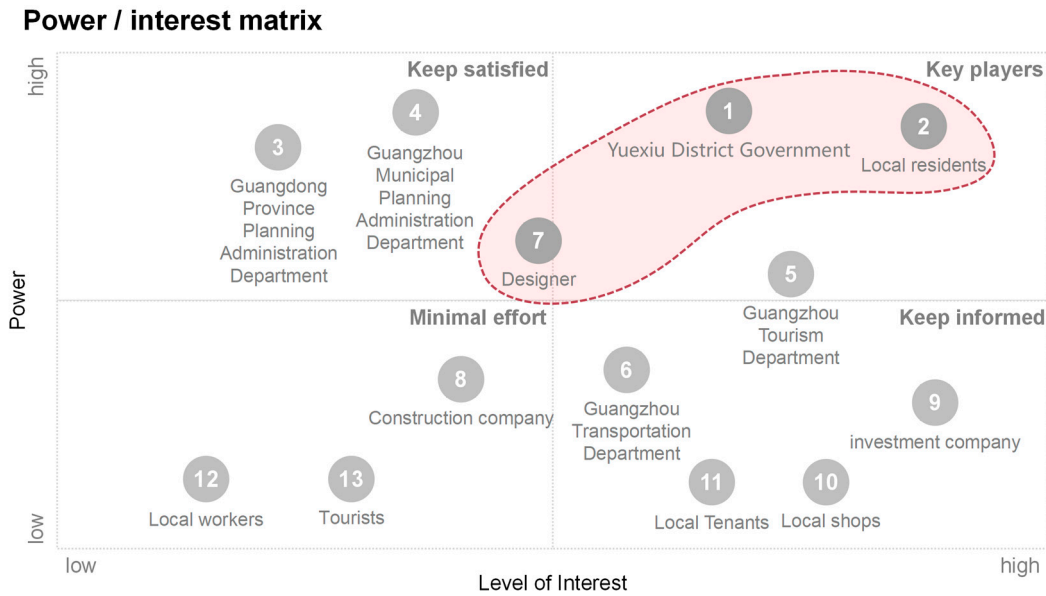 Power / interest matrix
high
Keep satisfied
Key players
4
1
2
3
Guangzhou
Municipal
Planning
Administration
Department
Yuexiu District Government
Local residents
Guangdong
Province
Planning
Administration
Department
7
Designer
5
Guangzhou
Tourism
Department
Power
Minimal effort
Keep informed
8
Construction company
6
Guangzhou
Transportation
Department
9
investment company
12
Local workers
13
Tourists
11
Local Tenants
10
Local shops
low
low
high
Level of Interest